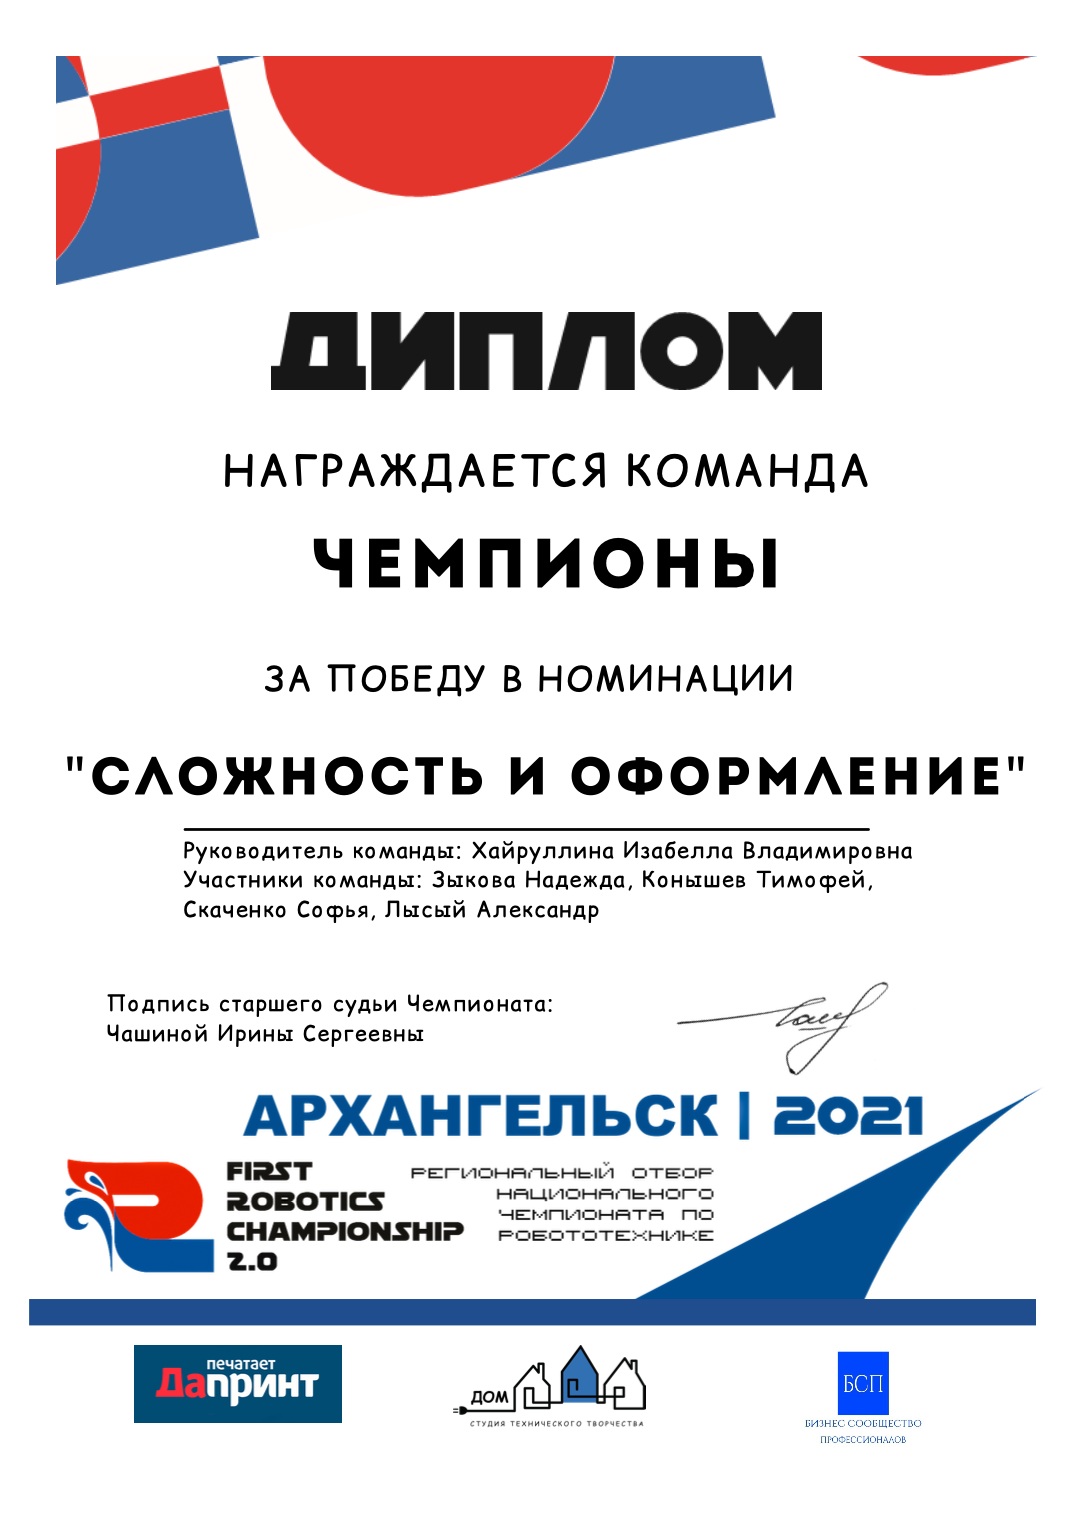 ДИПЛОМ
НАГРАЖДАЕТСЯ КОМАНДА
ЧЕМПИОНЫ
ЗА ПОБЕДУ В НОМИНАЦИИ
"СЛОЖНОСТЬ И ОФОРМЛЕНИЕ"
Руководитель команды: Хайруллина Изабелла Владимировна
Участники команды: Зыкова Надежда, Конышев Тимофей,
Скаченко Софья, Лысый Александр
Подпись старшего судьи Чемпионата:
Чашиной Ирины Сергеевны
АРХАНГЕЛЬСК | 2021
FIRST
ROBOTICS
CHAMPIONSHIP
2.0
РЕГИОНАЛЬНЫЙ ОТБОР
НАЦИОНАЛЬНОГО
ЧЕМПИОНАТА ПО
РОБОТОТЕХНИКЕ
печатает
Дапринт
ДОМ
СТУДИЯ ТЕХНИЧЕСКОГО ТВОРЧЕСТВА
БСП
БИЗНЕС СООБЩЕСТВО
ПРОФЕССИОНАЛОВ